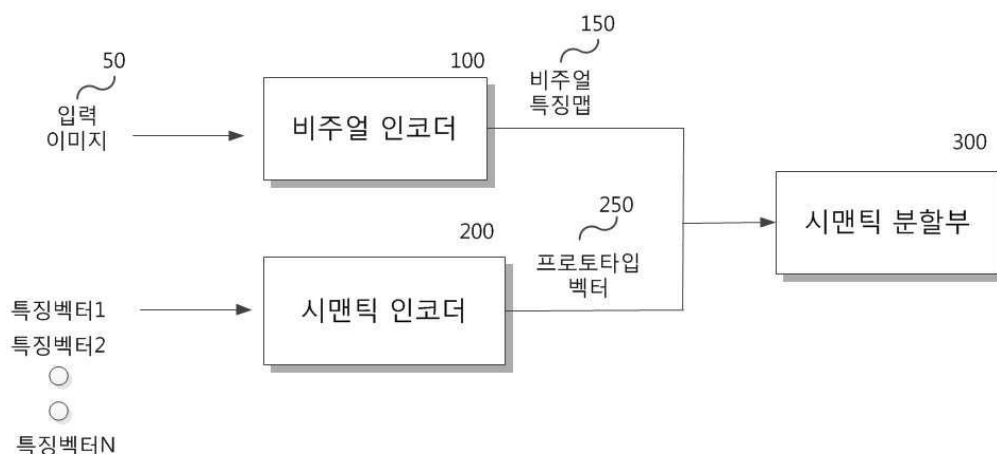 50
입력
이미지
100
비주얼 인코더
150
비주얼
특징맵
300
시맨틱 분할부
200
시맨틱 인코더
250
프로토타입
벡터
특징벡터1
특징벡터2
특징벡터N